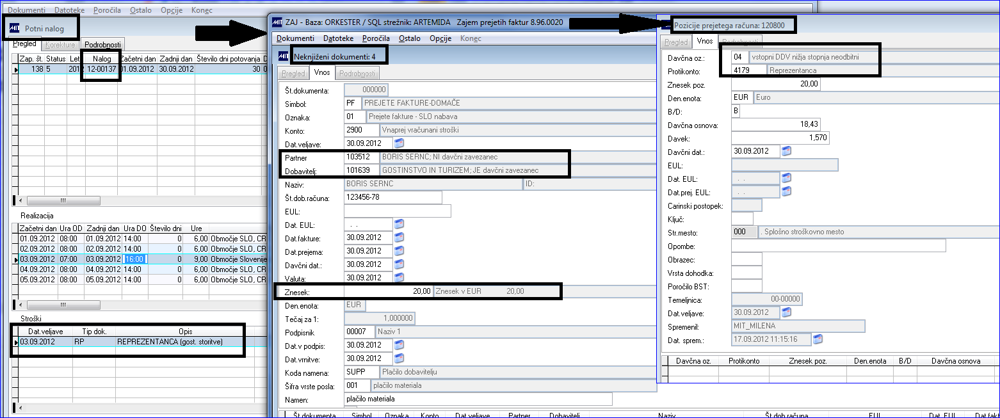 Dokumenti Datoteke Poročila Ostalo Opcije Konec
MIT Potni nalog
Pregled Korekture Podrobnosti
Zap. št. Status Let Nalog Začetni dan Zadnji dan Število dni potovanja
138 5 2012 12-00137 01.09.2012 30.09.2012 30
Realizacija
Začetni dan Ura OD Zadnji dan Ura DO Število dni Ure
01.09.2012 08:00 01.09.2012 14:00 0 6,00 Območje SLO, CR
02.09.2012 08:00 02.09.2012 14:00 0 6,00 Območje SLO, CR
03.09.2012 07:00 03.09.2012 16:00 0 9,00 Območje Slovenije
04.09.2012 08:00 04.09.2012 14:00 0 6,00 Območje SLO, CR
05.09.2012 08:00 05.09.2012 14:00 0 6,00 Območje SLO, CR
Stroški
Dat.veljave Tip dok. Opis
03.09.2012 RP REPREZENTANCA (gost. storitve)
MIT ZAJ - Baza: ORKESTER / SQL strežnik: ARTEMIDA Zajem prejetih faktur 8.96.0020
Dokumenti Datoteke Poročila Ostalo Opcije Konec
MIT Neknjiženi dokumenti: 4
Pregled Vnos Podrobnosti
Št.dokumenta: 000000
Simbol: PF PREJETE FAKTURE-DOMAČE
Oznaka: 01 Prejete fakture - SLO nabava
Konto: 2900 Vnaprej vračunani stroški
Dat.veljave: 30.09.2012
Partner 103512 BORIS SERNC; NI davčni zavezanec
Dobavitelj: 101639 GOSTINSTVO IN TURIZEM; JE davčni zavezanec
Naziv: BORIS SERNC ID:
Št.dob.računa: 123456-78
EUL:
Dat. EUL: . .
Dat.fakture: 30.09.2012
Dat.prejema: 30.09.2012
Davčni dat.: 30.09.2012
Valuta: 30.09.2012
Znesek: 20,00 Znesek v EUR 20,00
Den.enota: EUR
Tečaj za 1: 1,000000
Podpisnik 00007 Naziv 1
Dat.v podpis: 30.09.2012
Dat.vrnitve: 30.09.2012
Koda namena: SUPP Plačilo dobavitelju
Šifra vrste posla: 001 plačilo materiala
Namen: plačilo materiala
Št.dokumenta Simbol Oznaka Konto Dat.veljave Partner Dobavitelj Naziv Št.dob.računa EUL Dat. EUL Dat.fakt
Pozicije prejetega računa: 120800
Pregled Vnos Podrobnosti
Davčna oz.: 04 vstopni DDV nižja stopnja neodbitni
Protikonto: 4179 Reprezentanca
Znesek poz. 20,00
Den.enota: EUR Euro
B/D: B
Davčna osnova: 18,43
Davek: 1,570
Davčni dat.: 30.09.2012
EUL:
Dat. EUL: . .
Dat.prej. EUL: . .
Carinski postopek:
Ključ:
Str.mesto: 000 . Splošno stroškovno mesto
Opombe:
Obrazec:
Vrsta dohodka:
Poročilo BST:
Temeljnica: 00-00000
Dat.veljave: 30.09.2012
Spremenil: MIT_MILENA
Dat. sprem.: 17.09.2012 11:15:16
Davčna oz. Protikonto Znesek poz. Den.enota B/D Davčna osnova